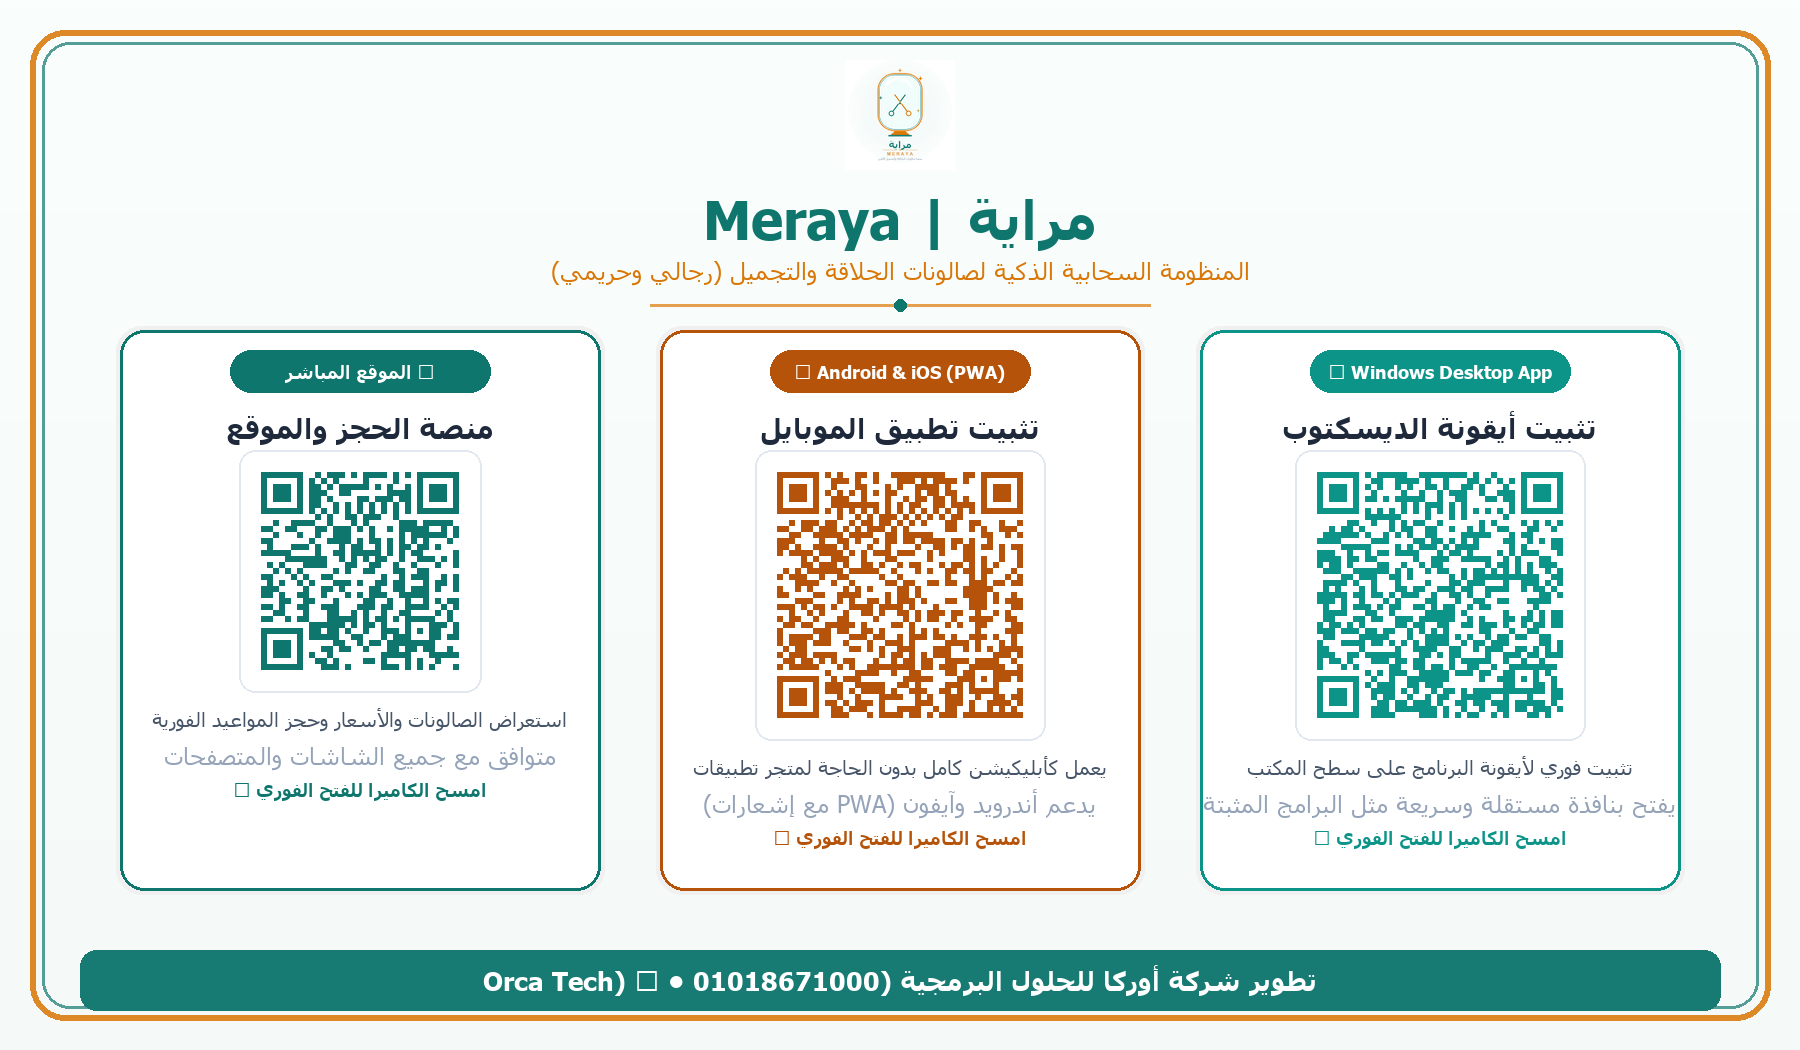 مراية
MERAYA
Meraya | مراية
المنظومة السحابية الذكية لصالونات الحلاقة والتجميل (رجالي وحريمي)
□ Windows Desktop App
تثبيت أيقونة الديسكتوب
تثبيت فوري لأيقونة البرنامج على سطح المكتب
يفتح بنافذة مستقلة وسريعة مثل البرامج المثبتة
امسح الكاميرا للفتح الفوري □
□ Android & iOS (PWA)
تثبيت تطبيق الموبايل
يعمل كأبليكيشن كامل بدون الحاجة لمتجر تطبيقات
يدعم أندرويد وآيفون (PWA مع إشعارات)
امسح الكاميرا للفتح الفوري □
□ الموقع المباشر
منصة الحجز والموقع
استعراض الصالونات والأسعار وحجز المواعيد الفورية
متوافق مع جميع الشاشات والمتصفحات
امسح الكاميرا للفتح الفوري □
تطوير شركة أوركا للحلول البرمجية (Orca Tech) □ • 01018671000